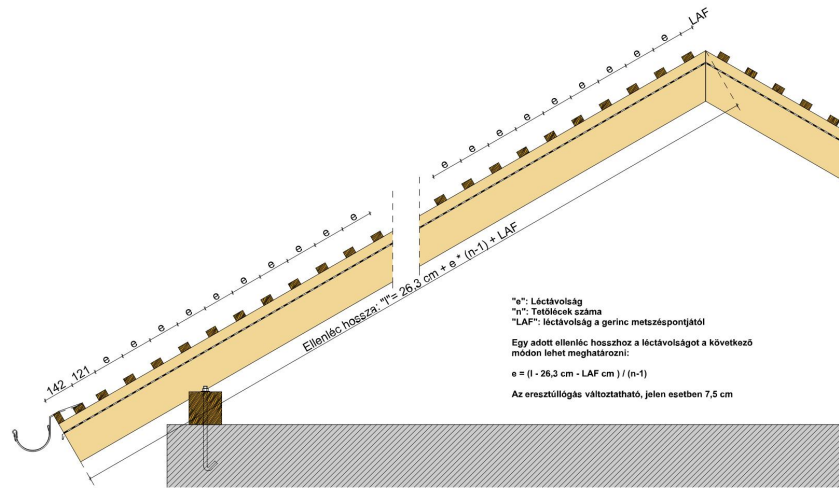 142 121 e e e e e e e e e e
e e e e e e e e e LAF
Ellenléc hossza: "l"= 26,3 cm + e * (n-1) + LAF
"e": Léctávolság
"n": Tetőlécek száma
"LAF": léctávolság a gerinc metszéspontjától
Egy adott ellenléc hosszhoz a léctávolságot a következő
módon lehet meghatározni:
e = (l - 26,3 cm - LAF cm ) / (n-1)
Az eresztúllógás változtatható, jelen esetben 7,5 cm